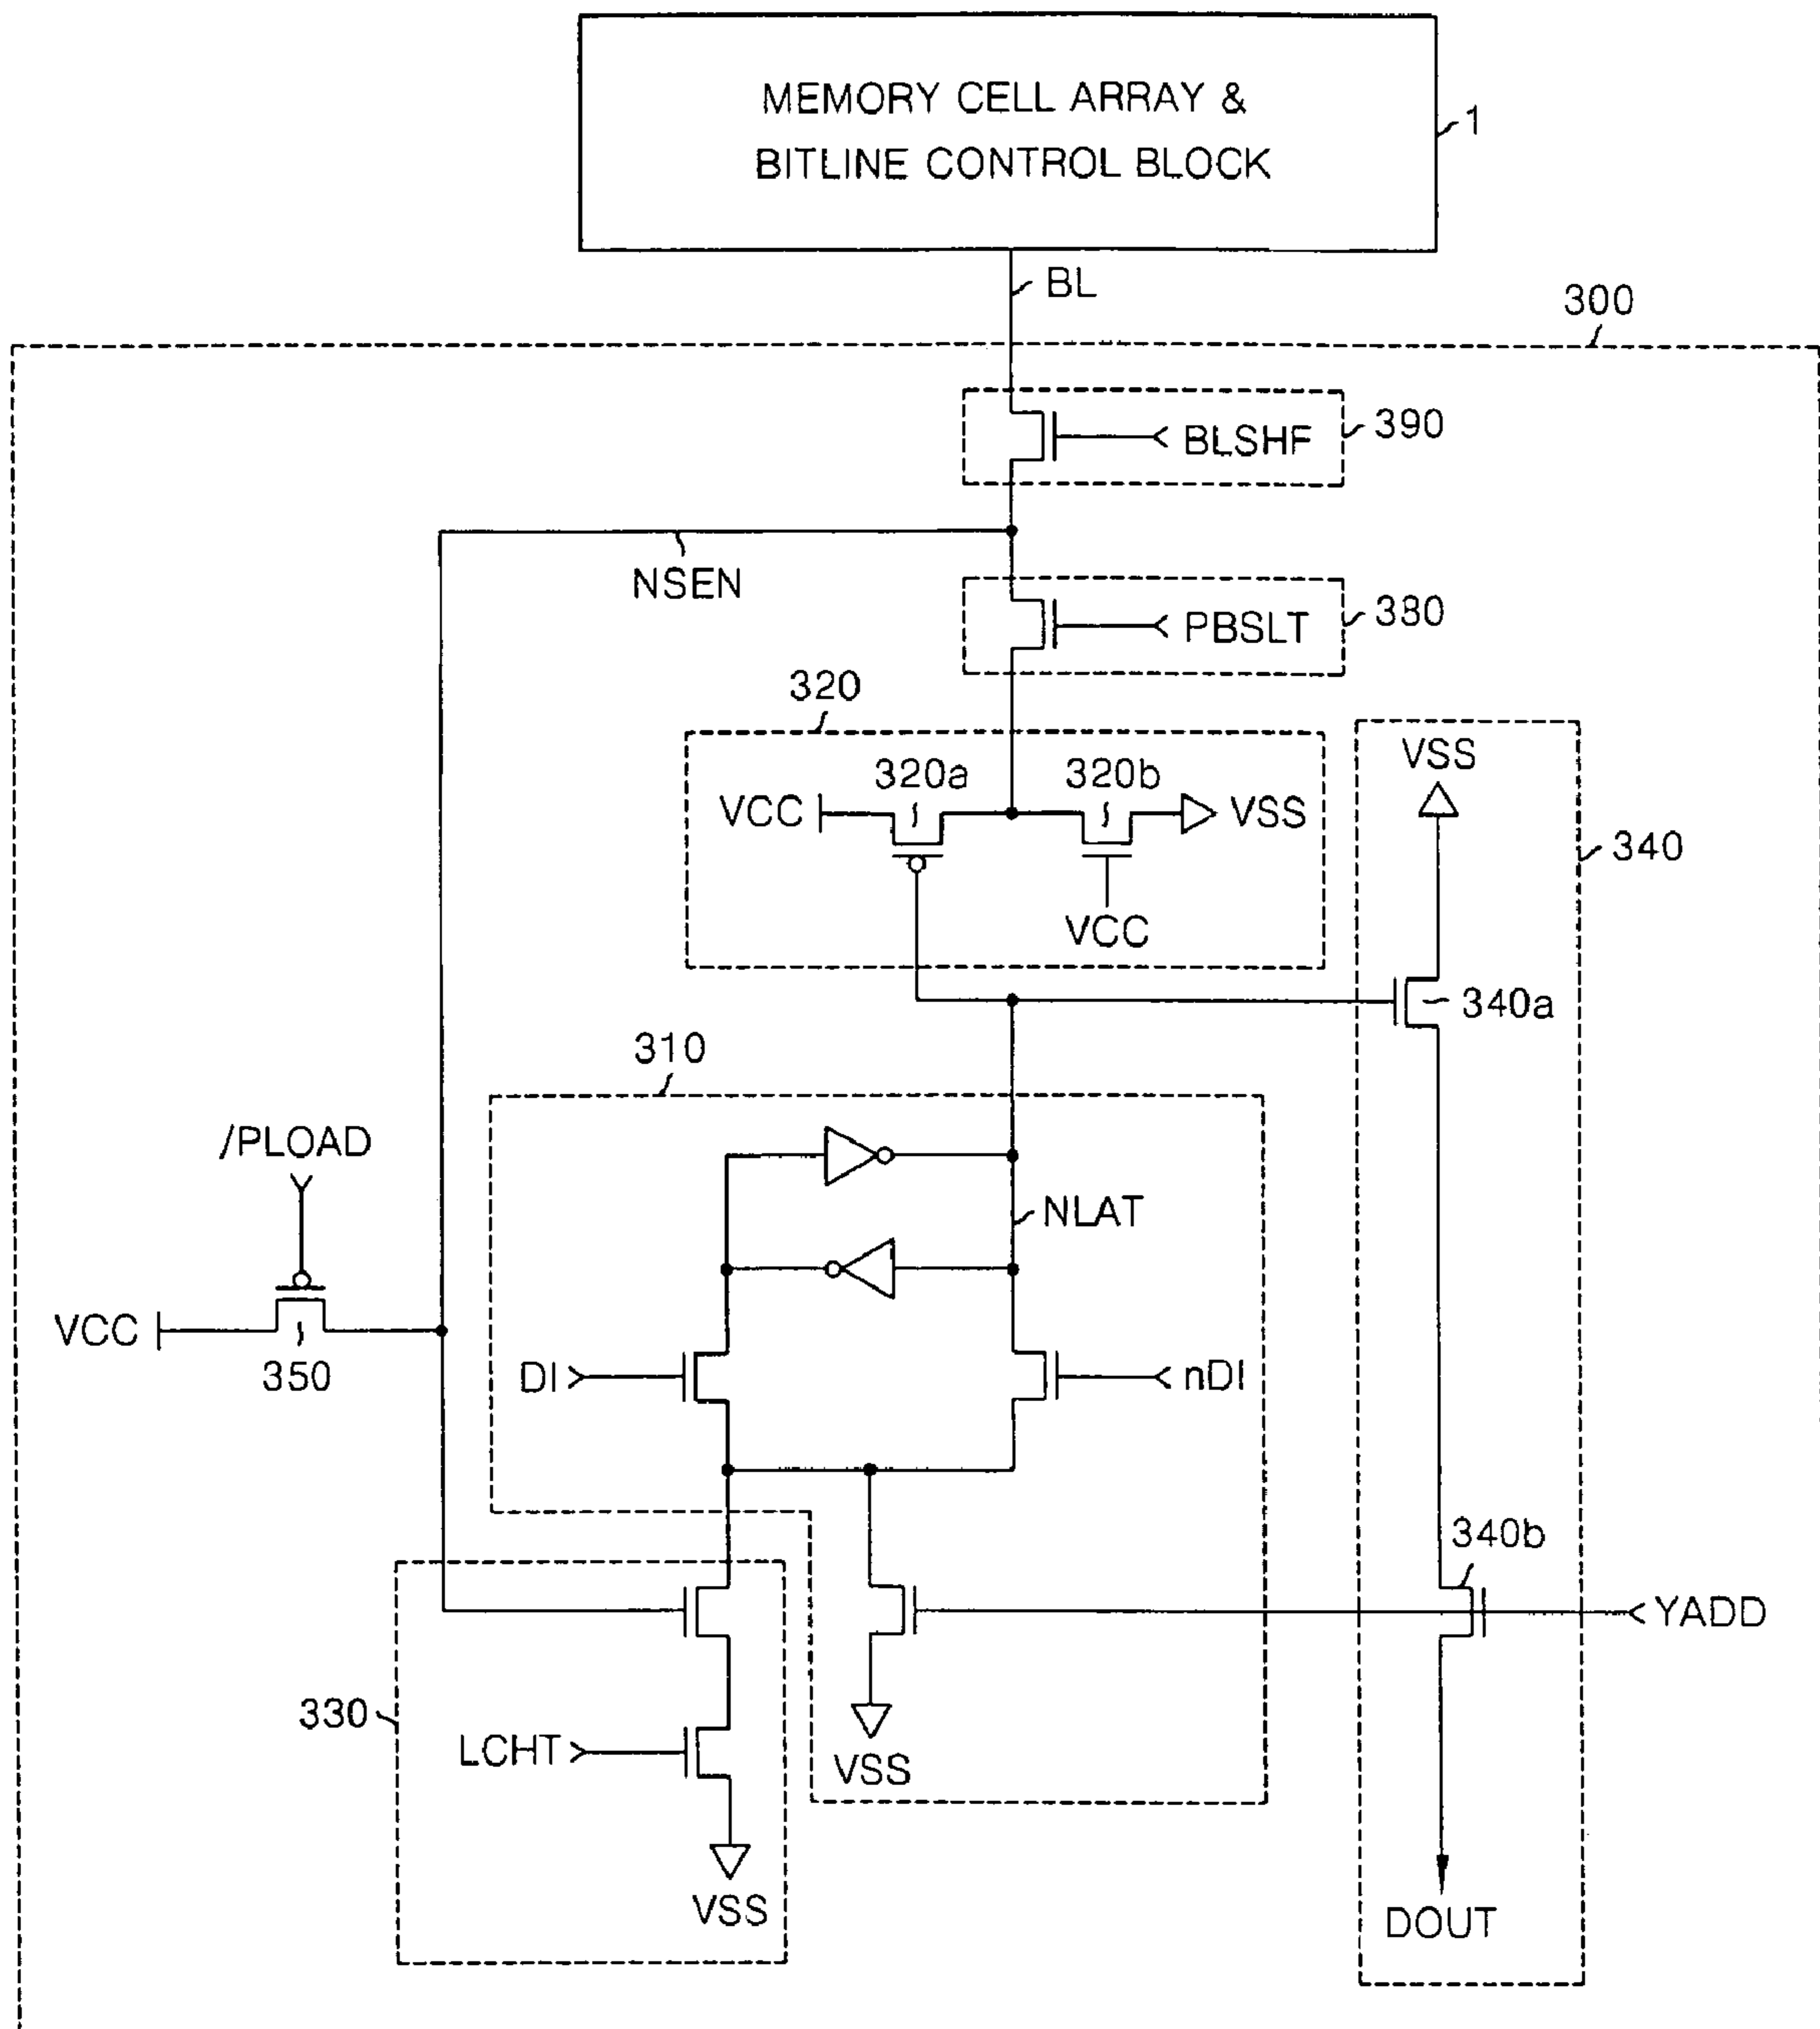 MEMORY CELL ARRAY &
BITLINE CONTROL BLOCK
1
BL
300
BLSHF
390
NSEN
PBSLT
380
320
320a
320b
VCC
VSS
VCC
VSS
340
340a
310
/PLOAD
NLAT
VCC
350
DI
nDI
340b
YADD
330
LCHT
VSS
VSS
DOUT